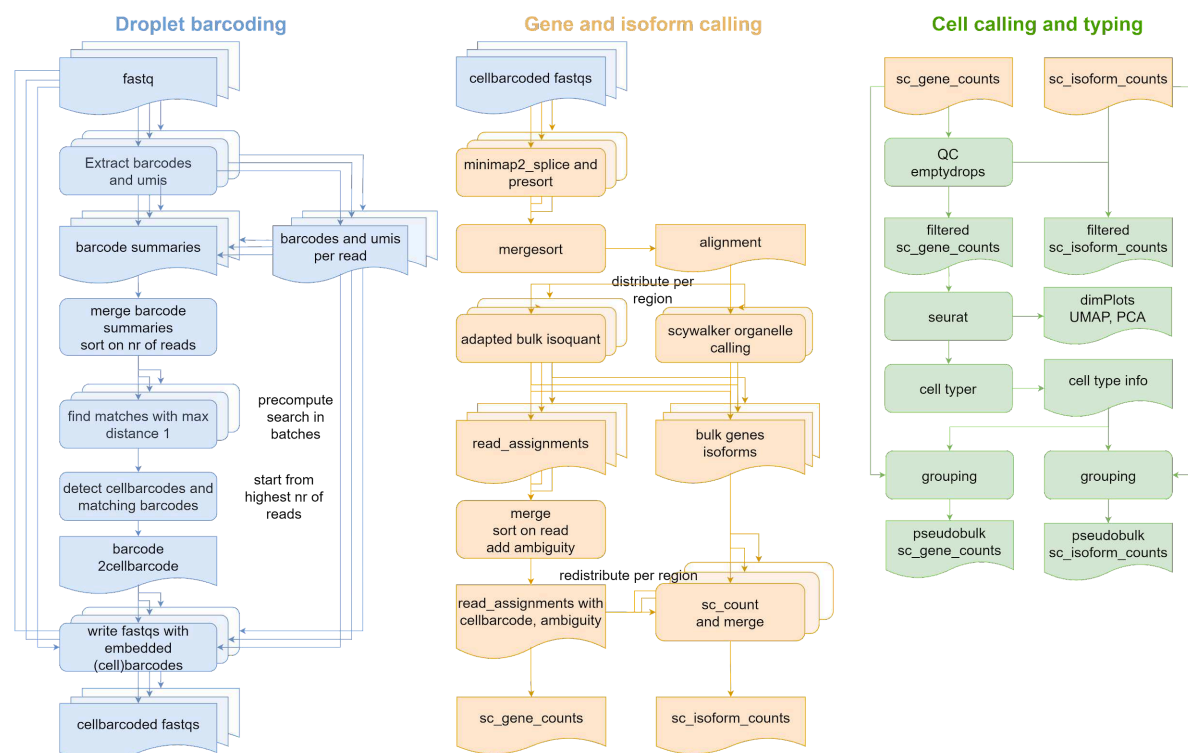 Droplet barcoding
fastq
Extract barcodes
and umis
barcode summaries
barcodes and umis
per read
merge barcode
summaries
sort on nr of reads
find matches with max
distance 1
precompute
search in
batches
detect cellbarcodes and
matching barcodes
start from
highest nr of
reads
barcode
2cellbarcode
write fastqs with
embedded
(cell)barcodes
cellbarcoded fastqs
Gene and isoform calling
cellbarcoded fastqs
minimap2_splice and
presort
mergesort
alignment
distribute per
region
adapted bulk isoquant
scywalker organelle
calling
read_assignments
bulk genes
isoforms
merge
sort on read
add ambiguity
redistribute per region
read_assignments with
cellbarcode, ambiguity
sc_count
and merge
sc_gene_counts
sc_isoform_counts
Cell calling and typing
sc_gene_counts
sc_isoform_counts
QC
emptydrops
filtered
sc_gene_counts
filtered
sc_isoform_counts
seurat
dimPlots
UMAP, PCA
cell typer
cell type info
grouping
grouping
pseudobulk
sc_gene_counts
pseudobulk
sc_isoform_counts